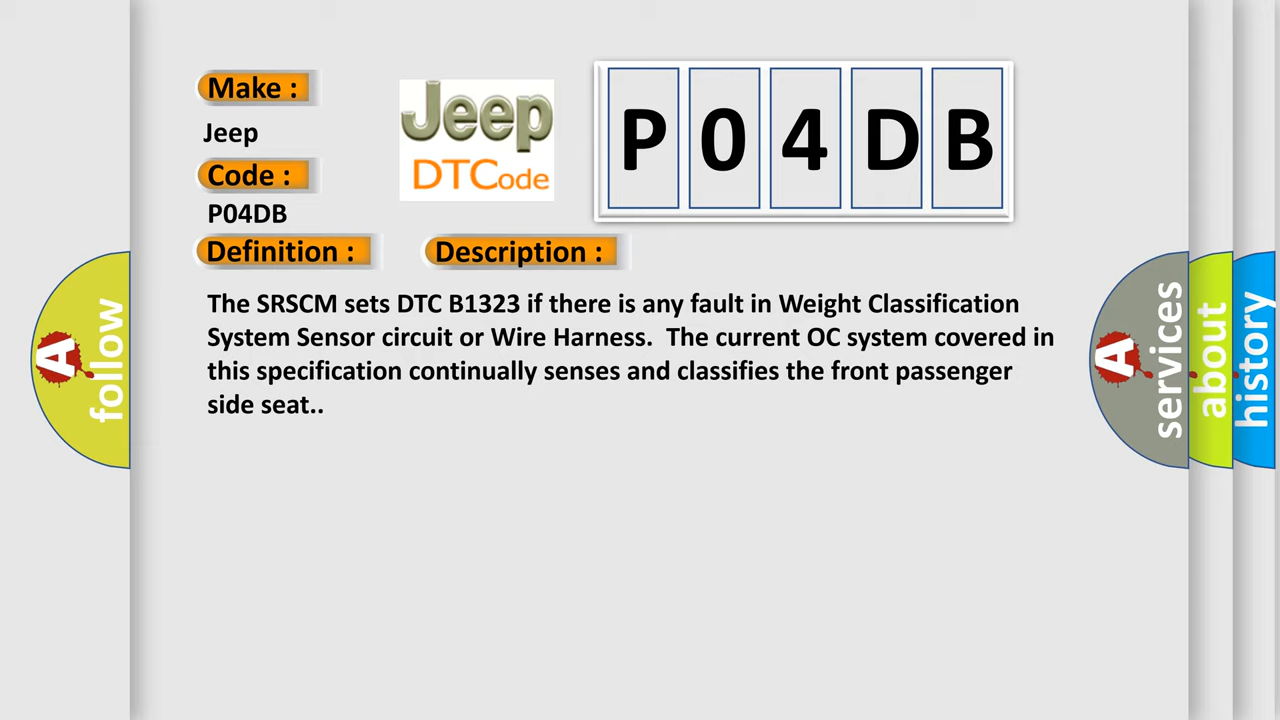 Make :
Jeep
Code :
P04DB
Definition :
Description :
Jeep
DTCode
P04DB
The SRSCM sets DTC B1323 if there is any fault in Weight Classification
System Sensor circuit or Wire Harness.  The current OC system covered in
this specification continually senses and classifies the front passenger
side seat..
A
follow
A
services
about
history